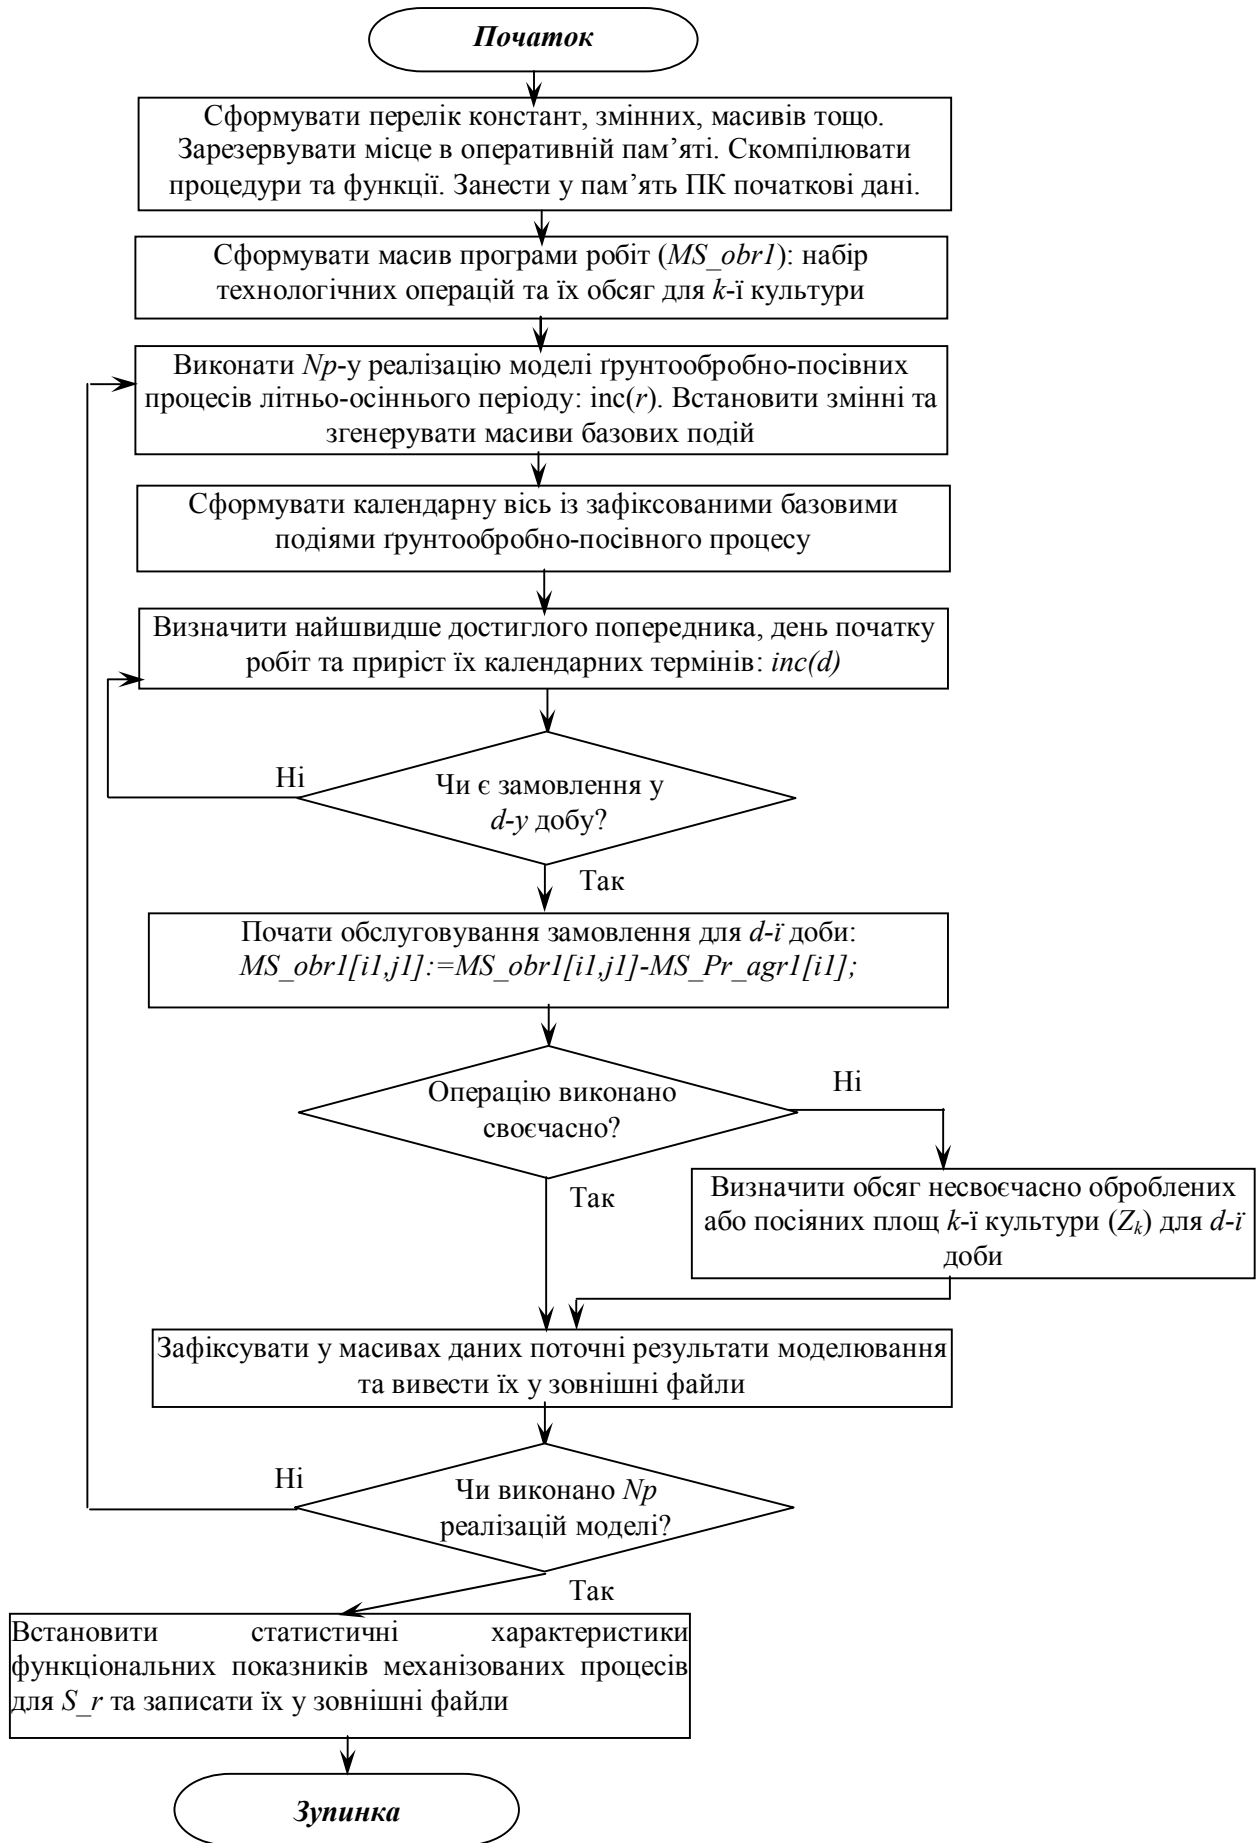 Початок
Сформувати перелік констант, змінних, масивів тощо.
Зарезервувати місце в оперативній пам’яті. Скомпілювати
процедури та функції. Занести у пам’ять ПК початкові дані.
Сформувати масив програми робіт (MS_obr1): набір
технологічних операцій та їх обсяг для k-ї культури
Виконати Np-у реалізацію моделі ґрунтообробно-посівних
процесів літньо-осіннього періоду: inc(r). Встановити змінні та
згенерувати масиви базових подій
Сформувати календарну вісь із зафіксованими базовими
подіями ґрунтообробно-посівного процесу
Визначити найшвидше достиглого попередника, день початку
робіт та приріст їх календарних термінів: inc(d)
Ні
Чи є замовлення у
d-у добу?
Так
Почати обслуговування замовлення для d-ї доби:
MS_obr1[i1,j1]:=MS_obr1[i1,j1]-MS_Pr_agr1[i1];
Операцію виконано
своєчасно?
Ні
Так
Визначити обсяг несвоєчасно оброблених
або посіяних площ k-ї культури (Zk) для d-ї
доби
Зафіксувати у масивах даних поточні результати моделювання
та вивести їх у зовнішні файли
Ні
Чи виконано Np
реалізацій моделі?
Так
Встановити статистичні характеристики
функціональних показників механізованих процесів
для S_r та записати їх у зовнішні файли
Зупинка